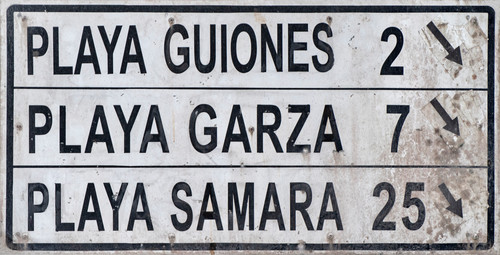 PLAYA GUIONES 2 ↘
PLAYA GARZA 7 ↘
PLAYA SAMARA 25 ↘